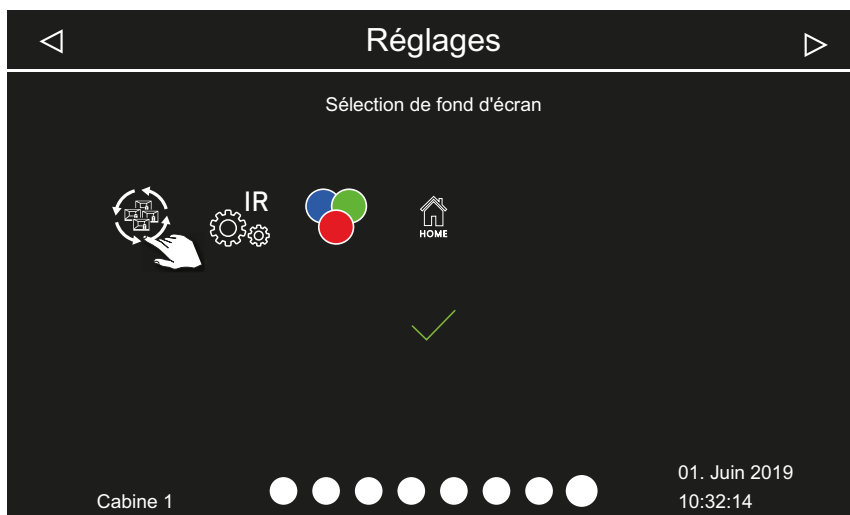 Réglages
Sélection de fond d'écran
IR
HOME
01. Juin 2019
Cabine 1
10:32:14